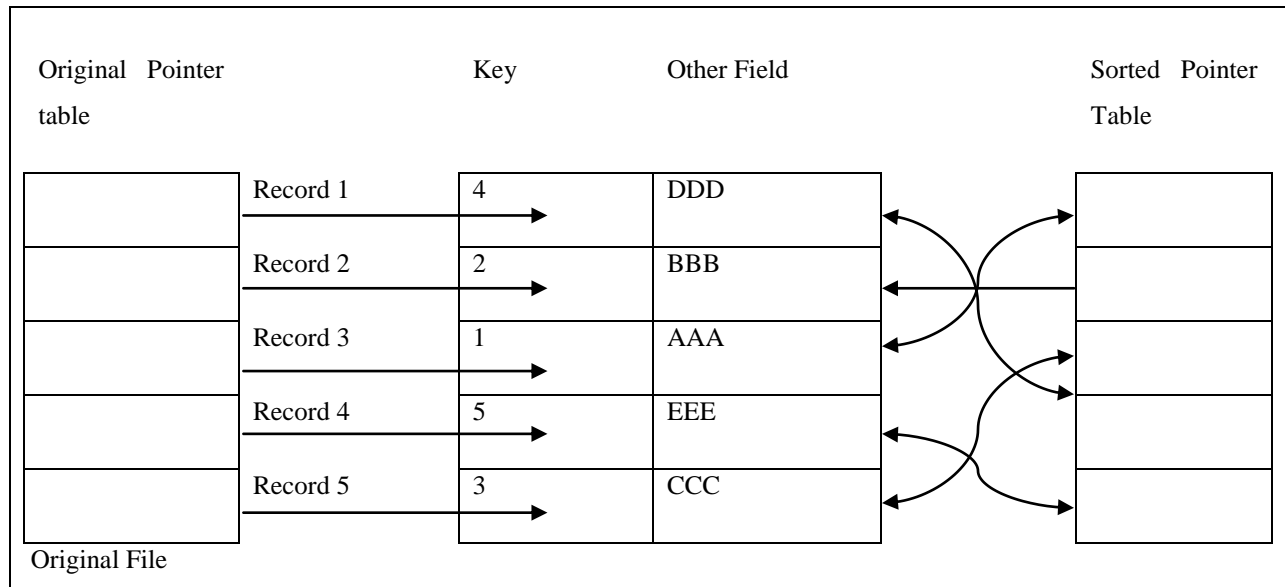 Original Pointer table
Key
Other Field
Sorted Pointer Table
Record 1 4 DDD
Record 2 2 BBB
Record 3 1 AAA
Record 4 5 EEE
Record 5 3 CCC
Original File